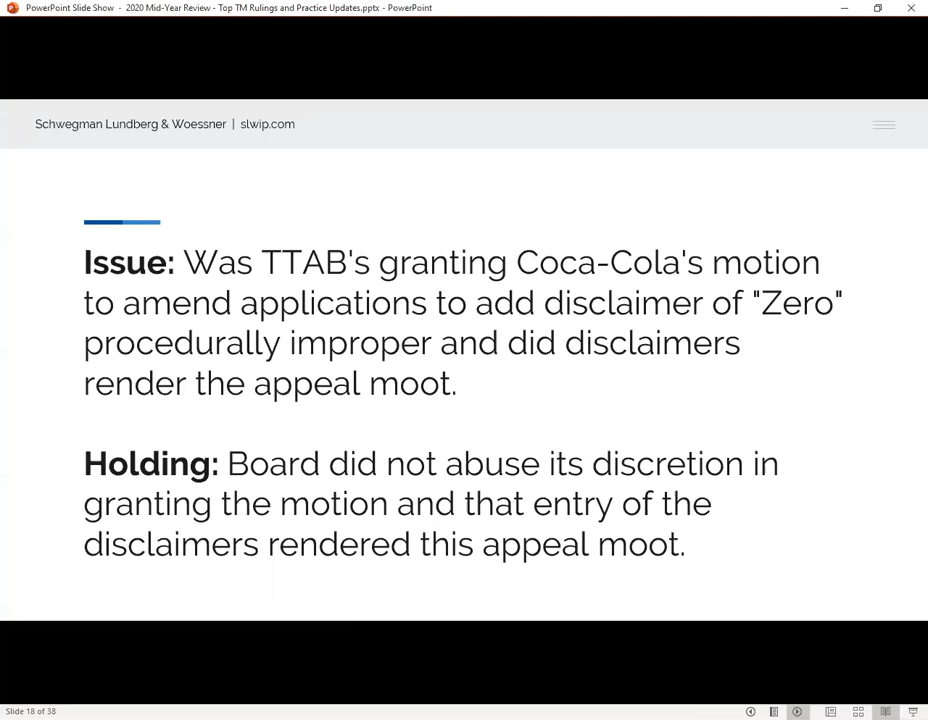 PowerPoint Slide Show - 2020 Mid-Year Review - Top TM Rulings and Practice Updates.pptx - PowerPoint
Schwegman Lundberg & Woessner | slwip.com
Issue: Was TTAB's granting Coca-Cola's motion
to amend applications to add disclaimer of "Zero"
procedurally improper and did disclaimers
render the appeal moot.
Holding: Board did not abuse its discretion in
granting the motion and that entry of the
disclaimers rendered this appeal moot.
Slide 18 of 38